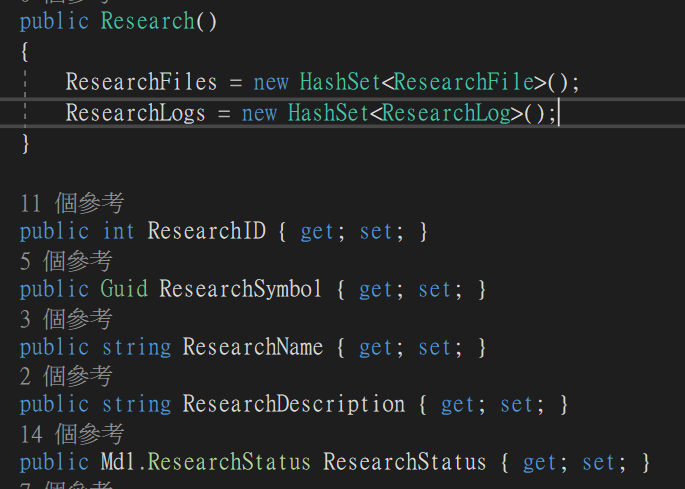 public Research()
{
ResearchFiles = new HashSet<ResearchFile>();
ResearchLogs = new HashSet<ResearchLog>();
}
11 個參考
public int ResearchID { get; set; }
5 個參考
public Guid ResearchSymbol { get; set; }
3 個參考
public string ResearchName { get; set; }
2 個參考
public string ResearchDescription { get; set; }
14 個參考
public Mdl.ResearchStatus ResearchStatus { get; set; }